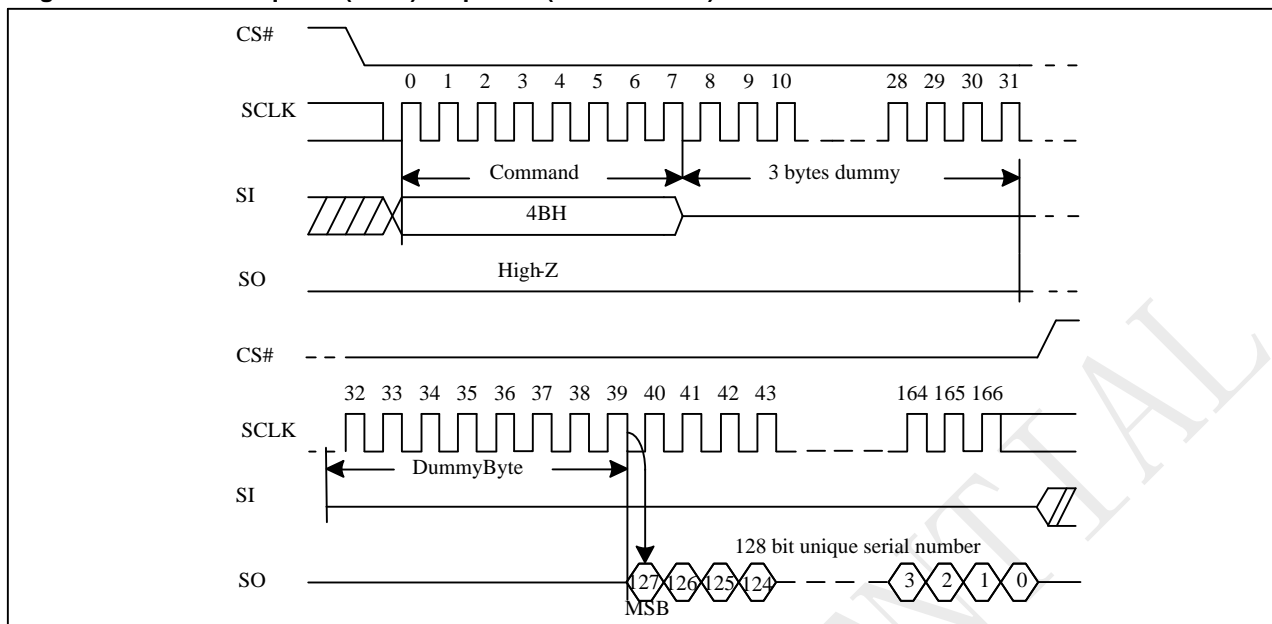 CS#
0 1 2 3 4 5 6 7 8 9 10 28 29 30 31
SCLK
Command 3 bytes dummy
SI
4BH
High-Z
SO
CS#
32 33 34 35 36 37 38 39 40 41 42 43 164 165 166
SCLK
DummyByte
SI
128 bit unique serial number
SO 127 126 125 124 3 2 1 0
MSB